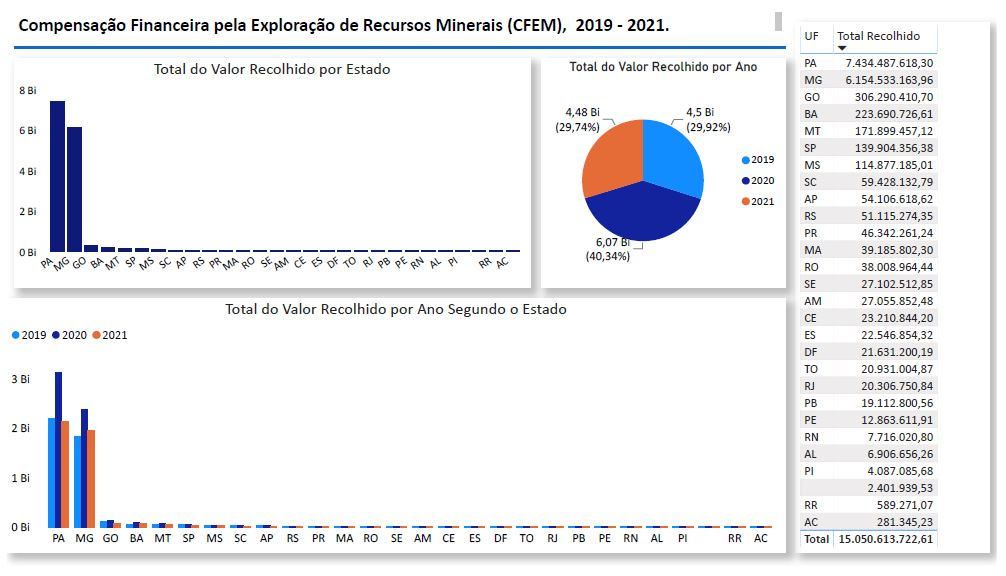 Compensação Financeira pela Exploração de Recursos Minerais (CFEM), 2019 - 2021.
Total do Valor Recolhido por Estado
8 Bi
6 Bi
4 Bi
2 Bi
0 Bi
PA MG GO BA MT SP MS SC AP RS PR MA RO SE AM CE ES DF TO RJ PB PE RN AL PI RR AC
Total do Valor Recolhido por Ano
4,48 Bi
(29,74%)
4,5 Bi
(29,92%)
6,07 Bi
(40,34%)
2019
2020
2021
Total do Valor Recolhido por Ano Segundo o Estado
2019 2020 2021
3 Bi
2 Bi
1 Bi
0 Bi
PA MG GO BA MT SP MS SC AP RS PR MA RO SE AM CE ES DF TO RJ PB PE RN AL PI RR AC
UF Total Recolhido
PA 7.434.487.618,30
MG 6.154.533.163,96
GO 306.290.410,70
BA 223.690.726,61
MT 171.899.457,12
SP 139.904.356,38
MS 114.877.185,01
SC 59.428.132,79
AP 54.106.618,62
RS 51.115.274,35
PR 46.342.261,24
MA 39.185.802,30
RO 38.008.964,44
SE 27.102.512,85
AM 27.055.852,48
CE 23.210.844,20
ES 22.546.854,32
DF 21.631.200,19
TO 20.931.004,87
RJ 20.306.750,84
PB 19.112.800,56
PE 12.863.611,91
RN 7.716.020,80
AL 6.906.656,26
PI 4.087.085,68
2.401.939,53
RR 589.271,07
AC 281.345,23
Total 15.050.613.722,61